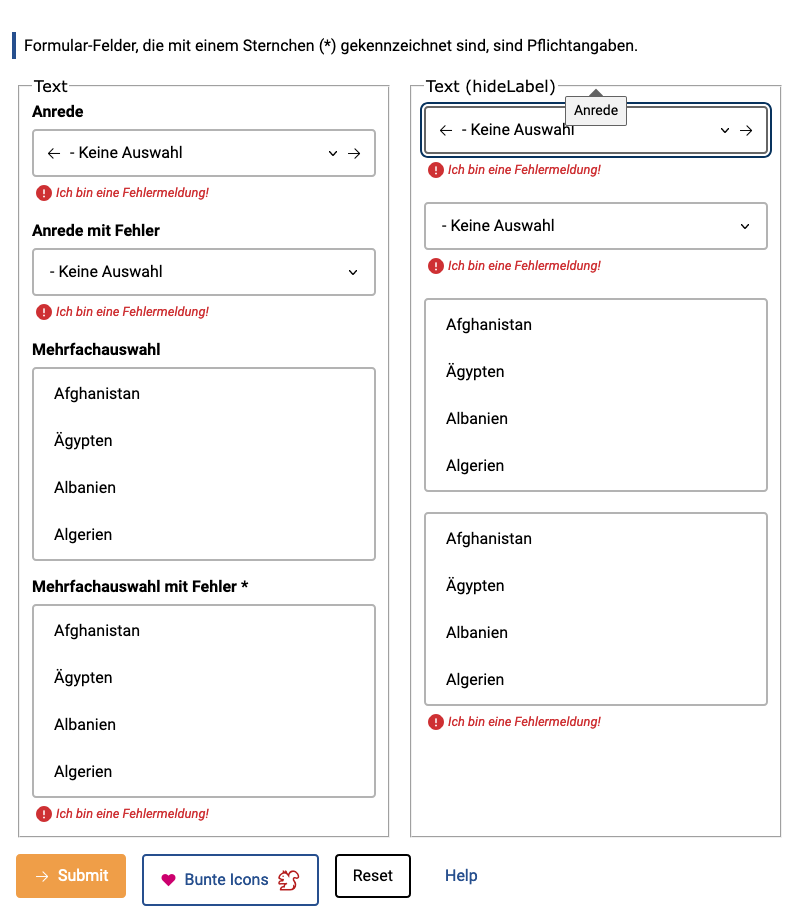 Formular-Felder, die mit einem Sternchen (*) gekennzeichnet sind, sind Pflichtangaben.
Text
Anrede
- Keine Auswahl
Ich bin eine Fehlermeldung!
Anrede mit Fehler
- Keine Auswahl
Ich bin eine Fehlermeldung!
Mehrfachauswahl
Afghanistan
Ägypten
Albanien
Algerien
Mehrfachauswahl mit Fehler *
Afghanistan
Ägypten
Albanien
Algerien
Ich bin eine Fehlermeldung!
Text (hideLabel)
Anrede
- Keine Auswahl
Ich bin eine Fehlermeldung!
- Keine Auswahl
Ich bin eine Fehlermeldung!
Afghanistan
Ägypten
Albanien
Algerien
Afghanistan
Ägypten
Albanien
Algerien
Ich bin eine Fehlermeldung!
Submit
Bunte Icons
Reset
Help